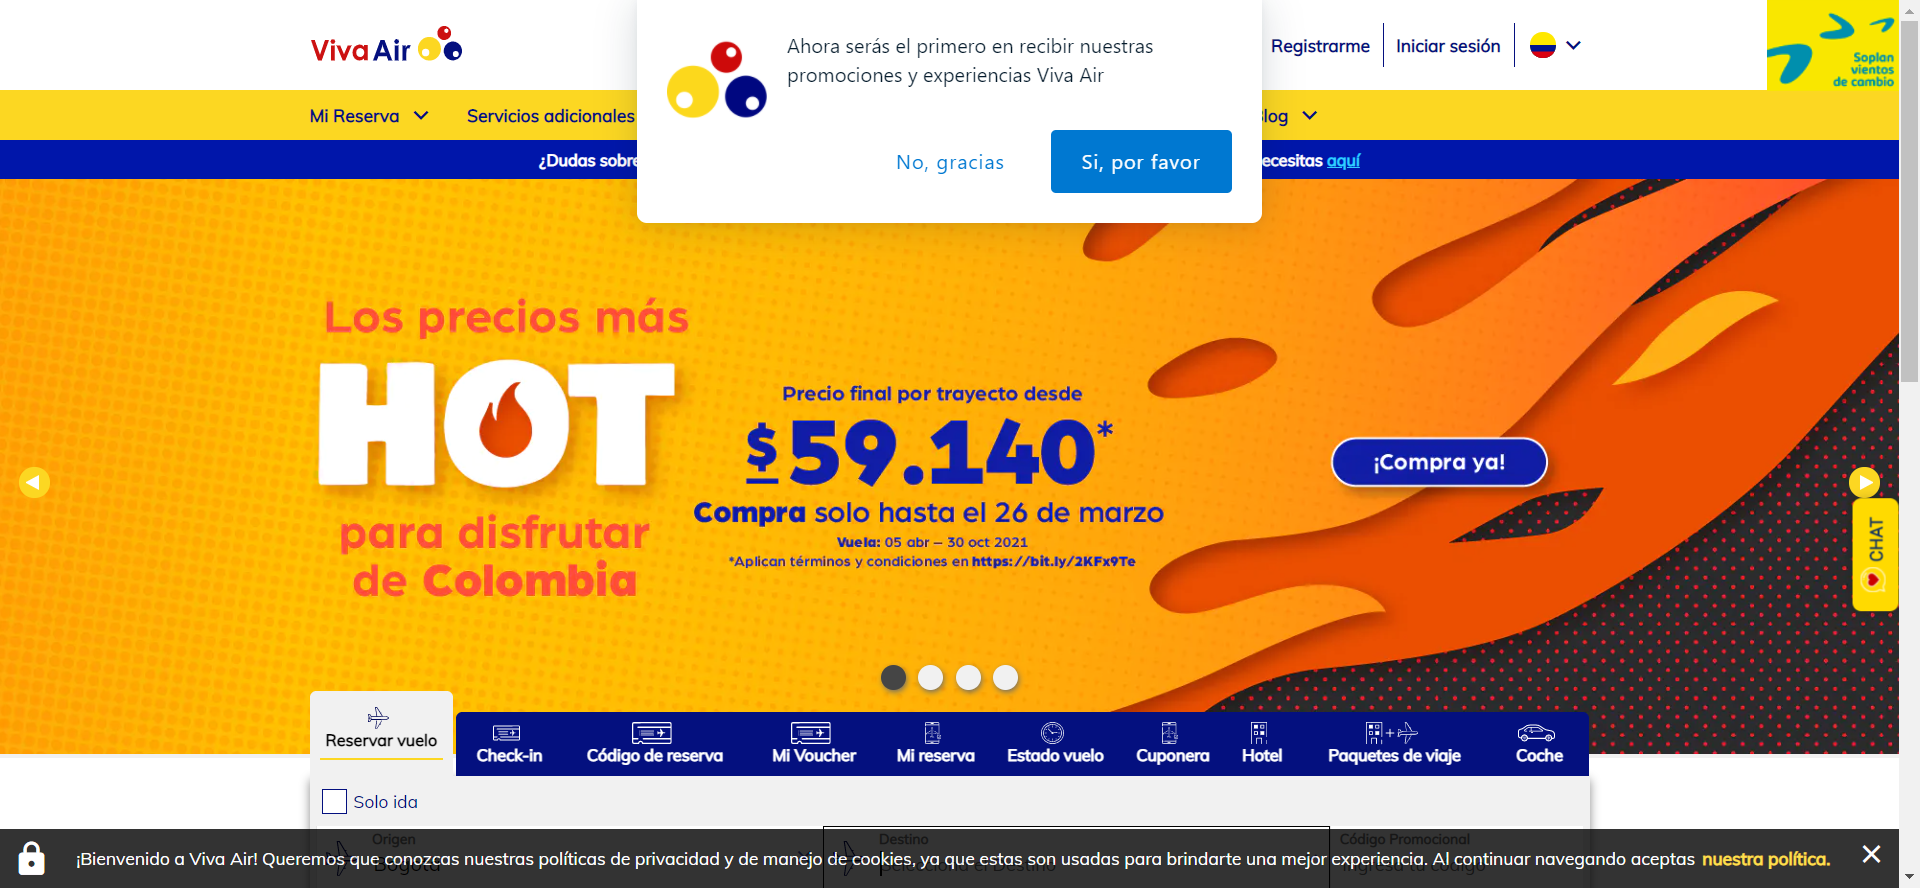 Viva Air
Ahora serás el primero en recibir nuestras
promociones y experiencias Viva Air
No, gracias
Si, por favor
Registrarme
Iniciar sesión
Soplan
vientos
de cambio
Mi Reserva
Servicios adicionales
log
¿Dudas sobre
ecesitas aquí
Los precios más
HOT
para disfrutar
de Colombia
Precio final por trayecto desde
$59.140*
Compra solo hasta el 26 de marzo
Vuela: 05 abr – 30 oct 2021
*Aplican términos y condiciones en https://bit.ly/2KFx9Te
¡Compra ya!
CHAT
Reservar vuelo
Check-in
Código de reserva
Mi Voucher
Mi reserva
Estado vuelo
Cuponera
Hotel
Paquetes de viaje
Coche
Solo ida
Origen
Destino
Código Promocional
Bogotá
Selecciona el Destino
Ingresa tu código
¡Bienvenido a Viva Air! Queremos que conozcas nuestras políticas de privacidad y de manejo de cookies, ya que estas son usadas para brindarte una mejor experiencia. Al continuar navegando aceptas nuestra política.